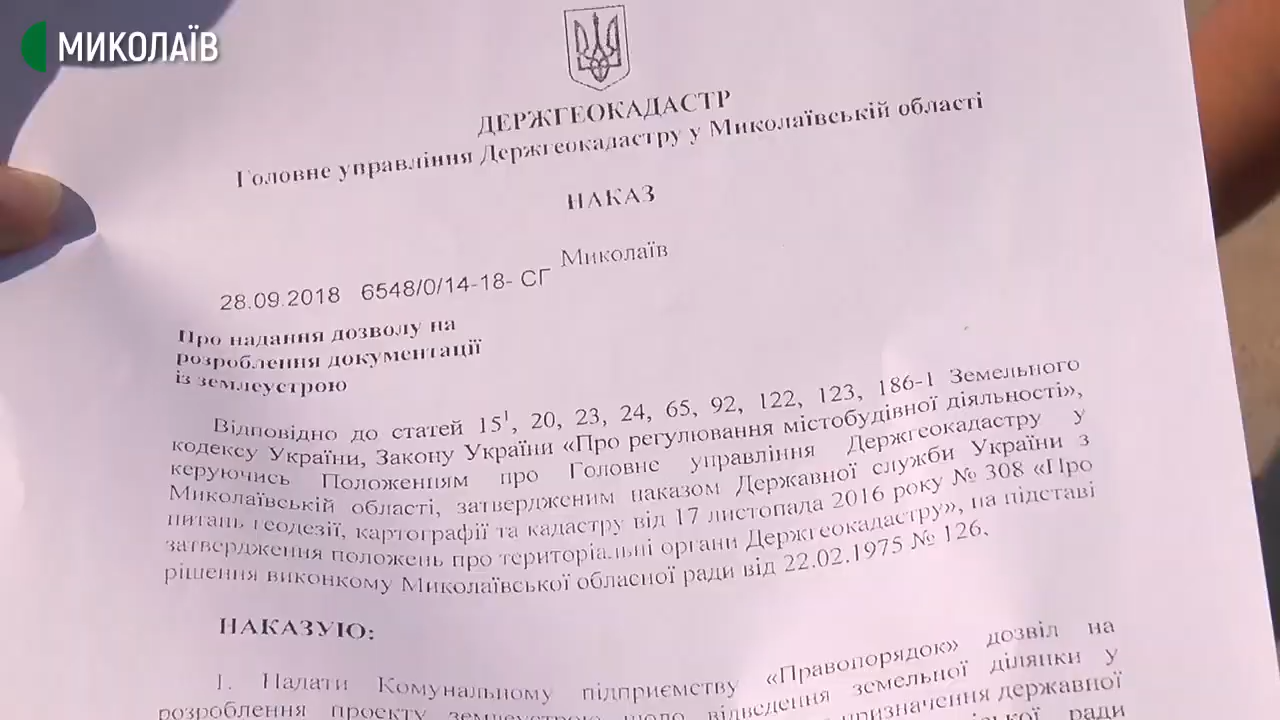 МИКОЛАЇВ
ДЕРЖГЕОКАДАСТР
Головне управління Держгеокадастру у Миколаївській області
НАКАЗ
Миколаїв
28.09.2018 6548/0/14-18- СГ
Про надання дозволу на
розроблення документації
із землеустрою
Відповідно до статей 15¹, 20, 23, 24, 65, 92, 122, 123, 186-1 Земельного
кодексу України, Закону України «Про регулювання містобудівної діяльності»,
керуючись Положенням про Головне управління Держгеокадастру у
Миколаївській області, затвердженим наказом Державної служби України з
питань геодезії, картографії та кадастру від 17 листопада 2016 року № 308 «Про
затвердження положень про територіальні органи Держгеокадастру», на підставі
рішення виконкому Миколаївської обласної ради від 22.02.1975 № 126,
НАКАЗУЮ:
1. Надати Комунальному підприємству «Правопорядок» дозвіл на
розроблення проекту землеустрою щодо відведення земельної ділянки у
призначення державної
ради